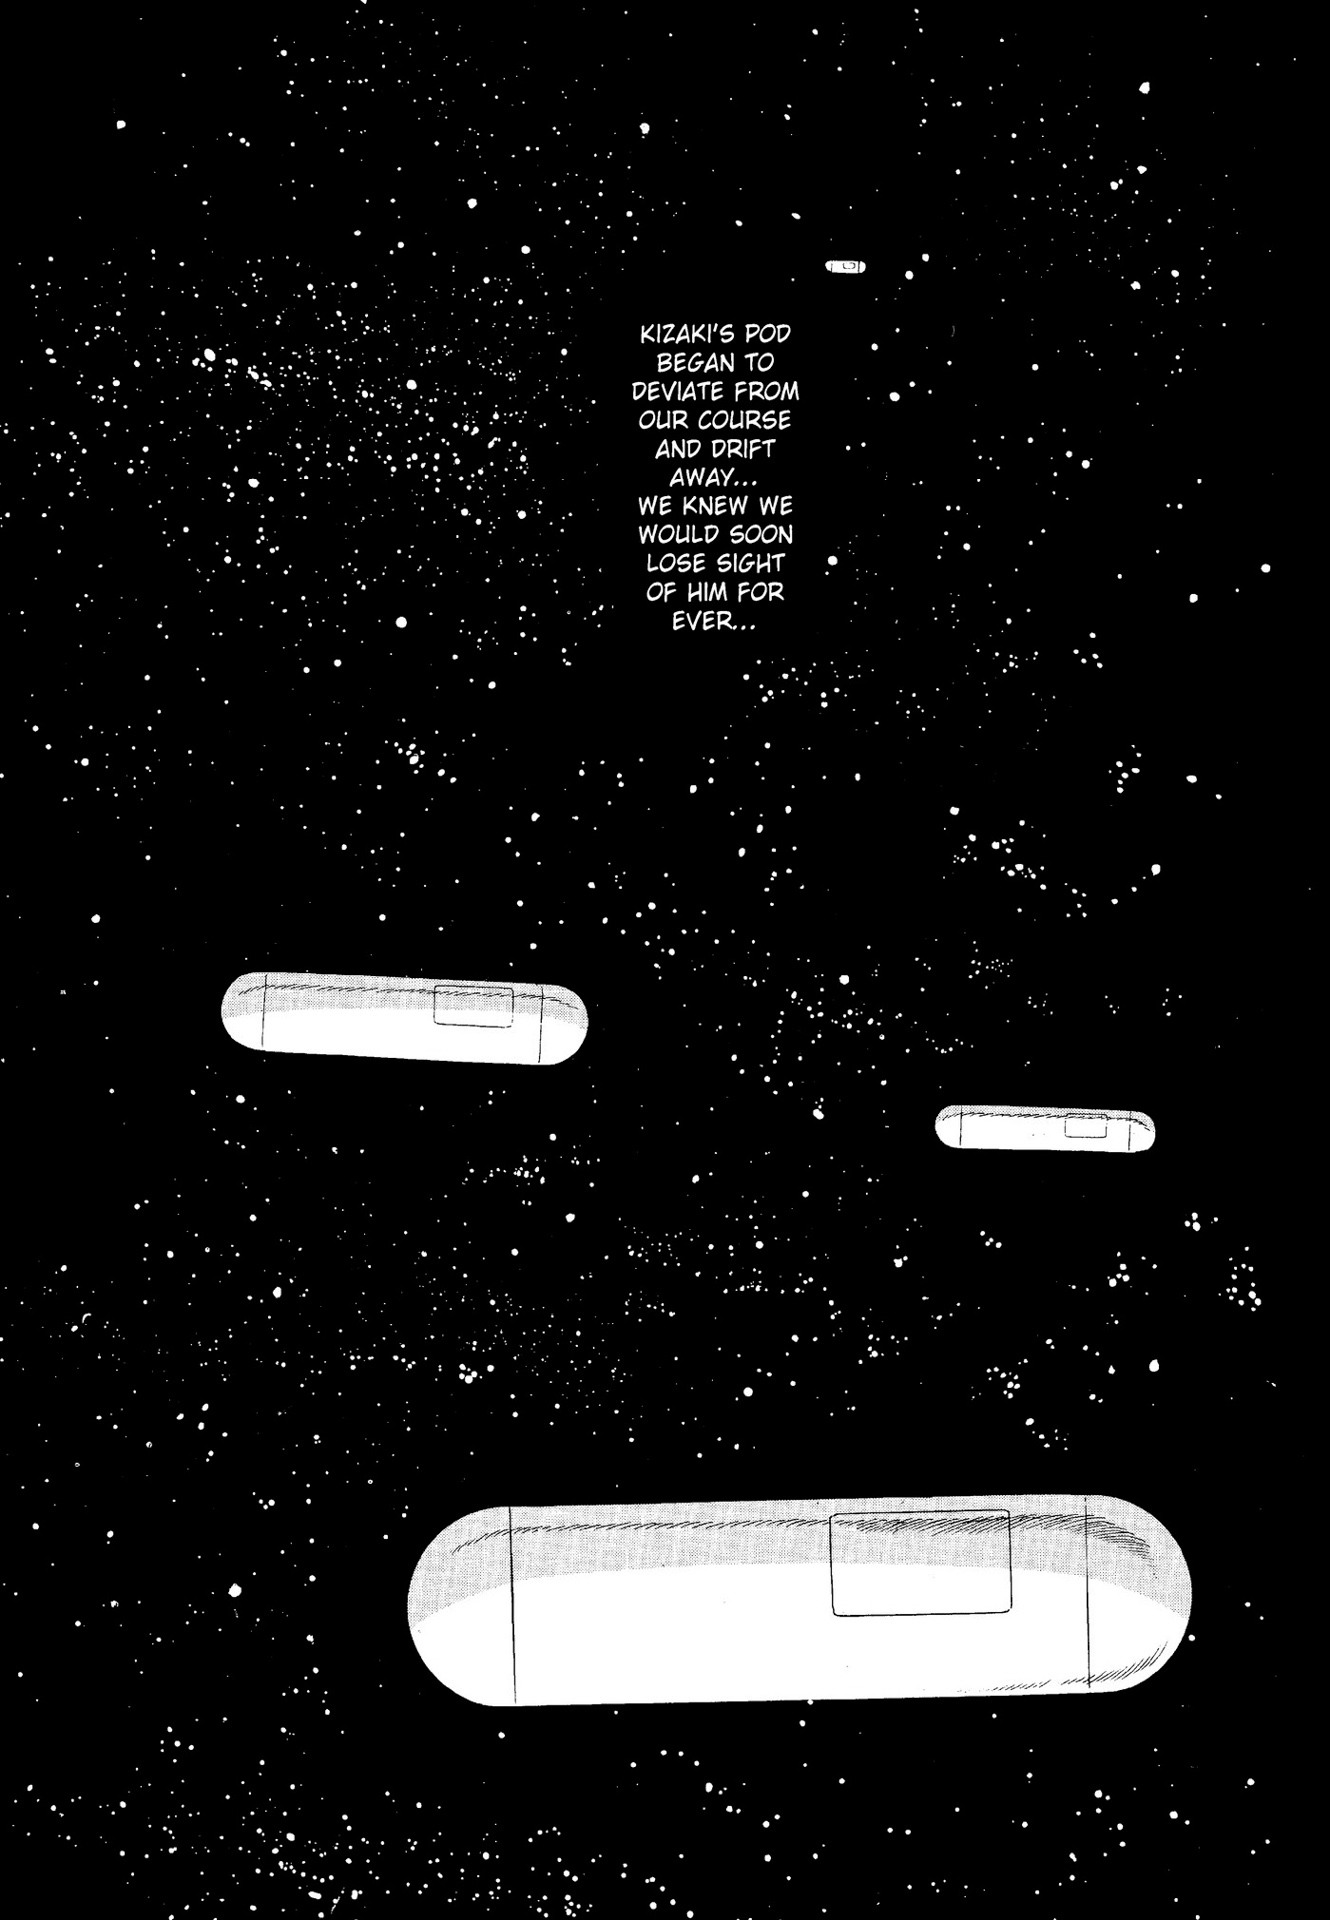 KIZAKI'S POD
BEGAN TO
DEVIATE FROM
OUR COURSE
AND DRIFT
AWAY...
WE KNEW WE
WOULD SOON
LOSE SIGHT
OF HIM FOR
EVER...